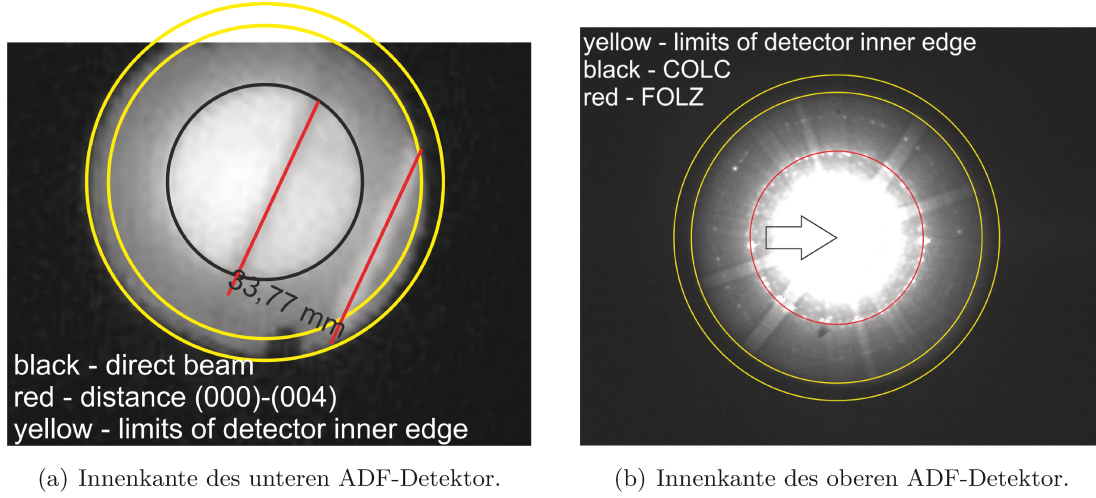 33,77 mm
black - direct beam
red - distance (000)-(004)
yellow - limits of detector inner edge
(a) Innenkante des unteren ADF-Detektor.
yellow - limits of detector inner edge
black - COLC
red - FOLZ
(b) Innenkante des oberen ADF-Detektor.